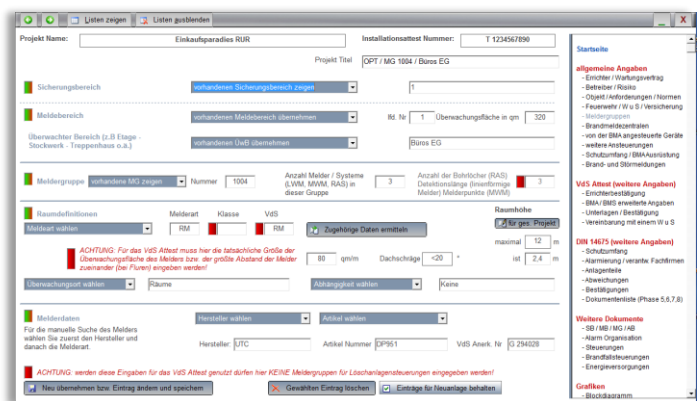 Listen zeigen Listen ausblenden
Projekt Name: Einkaufsparadies RUR Installationsattest Nummer: T 1234567890
Projekt Titel OPT / MG 1004 / Büros EG
Sicherungsbereich vorhandenen Sicherungsbereich zeigen 1
Meldebereich vorhandenen Meldebereich übernehmen lfd. Nr 1 Überwachungsfläche in qm 320
Überwachter Bereich (z.B Etage -
Stockwerk - Treppenhaus o.ä.) vorhandenen ÜwB übernehmen Büros EG
Meldergruppe vorhandene MG zeigen Nummer 1004
Anzahl Melder / Systeme
(LWM, MWM, RAS) in
dieser Gruppe
3
Anzahl der Bohrlöcher (RAS)
Detektionslänge (linienförmige
Melder) Melderpunkte (MWM)
3
Raumdefinitionen Melderart Klasse VdS Raumhöhe
Meldeart wählen RM RM Zugehörige Daten ermitteln für ges. Projekt
maximal 12 m
ACHTUNG: Für das VdS Attest muss hier die tatsächliche Größe der
Überwachungsfläche des Melders bzw. der größte Abstand der Melder
zueinander (bei Fluren) eingeben werden!
80 qm/m Dachschräge <20 ° ist 2,4 m
Überwachungsort wählen Räume Abhängigkeit wählen Keine
Melderdaten Hersteller wählen Artikel wählen
Für die manuelle Suche des Melders
wählen Sie zuerst den Hersteller und
danach die Melderart.
Hersteller: UTC Artikel Nummer DP951 VdS Anerk. Nr G 294028
ACHTUNG: werden diese Eingaben für das VdS Attest genutzt dürfen hier KEINE Meldergruppen für Löschanlagensteuerungen eingegeben werden!
Neu übernehmen bzw. Eintrag ändern und speichern Gewählten Eintrag löschen Einträge für Neuanlage behalten
Startseite
allgemeine Angaben
- Errichter / Wartungsvertrag
- Betreiber / Risiko
- Objekt /Anforderungen / Normen
- Feuerwehr / W u S / Versicherung
- Meldergruppen
- Brandmeldezentralen
- von der BMA angesteuerte Geräte
- weitere Ansteuerungen
- Schutzumfang / BMA Ausrüstung
- Brand- und Störmeldungen
VdS Attest (weitere Angaben)
- Errichterbestätigung
- BMA / BMS erweiterte Angaben
- Unterlagen / Bestätigung
- Vereinbarung mit einem W u S
DIN 14675 (weitere Angaben)
- Schutzumfang
- Alarmierung / verantw. Fachfirmen
- Anlagenteile
- Abweichungen
- Bestätigungen
- Dokumentenliste (Phase 5,6,7,8)
Weitere Dokumente
- SB / MB / MG / AB
- Alarm Organisation
- Steuerungen
- Brandfallsteuerungen
- Energieversorgungen
Grafiken
- Blockdiagramm